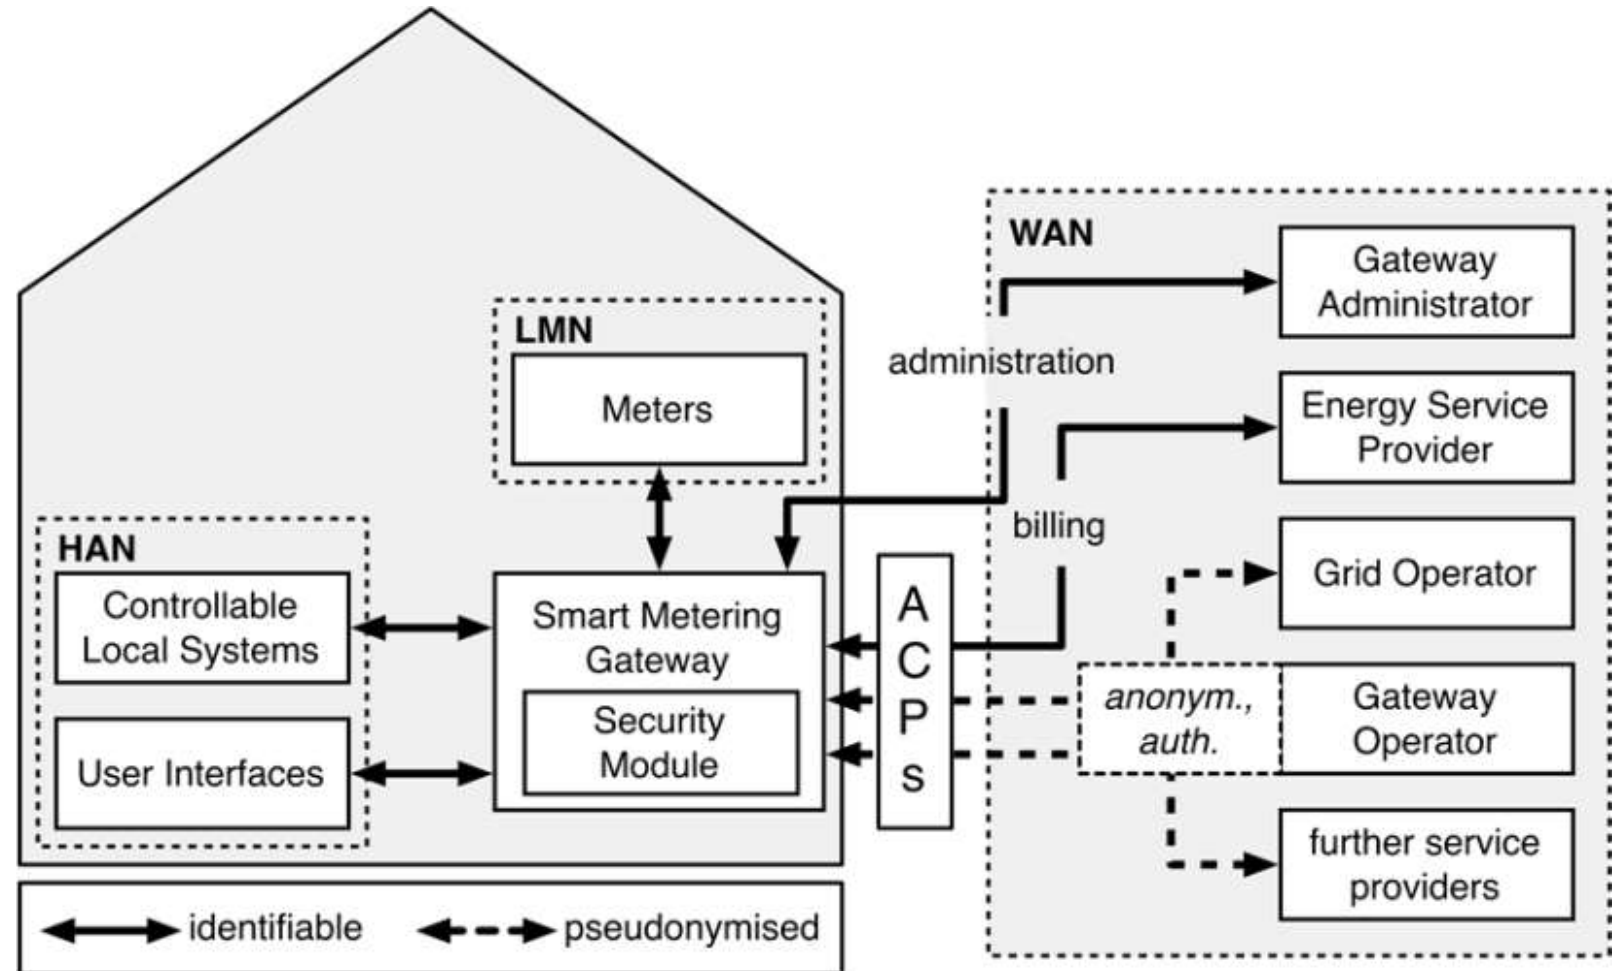 WAN
Gateway
Administrator
LMN
administration
Meters
Energy Service
Provider
billing
HAN
Controllable
Local Systems
Smart Metering
Gateway
A
C
P
s
Grid Operator
Security
Module
anonym.,
auth.
Gateway
Operator
User Interfaces
further service
providers
identifiable
pseudonymised